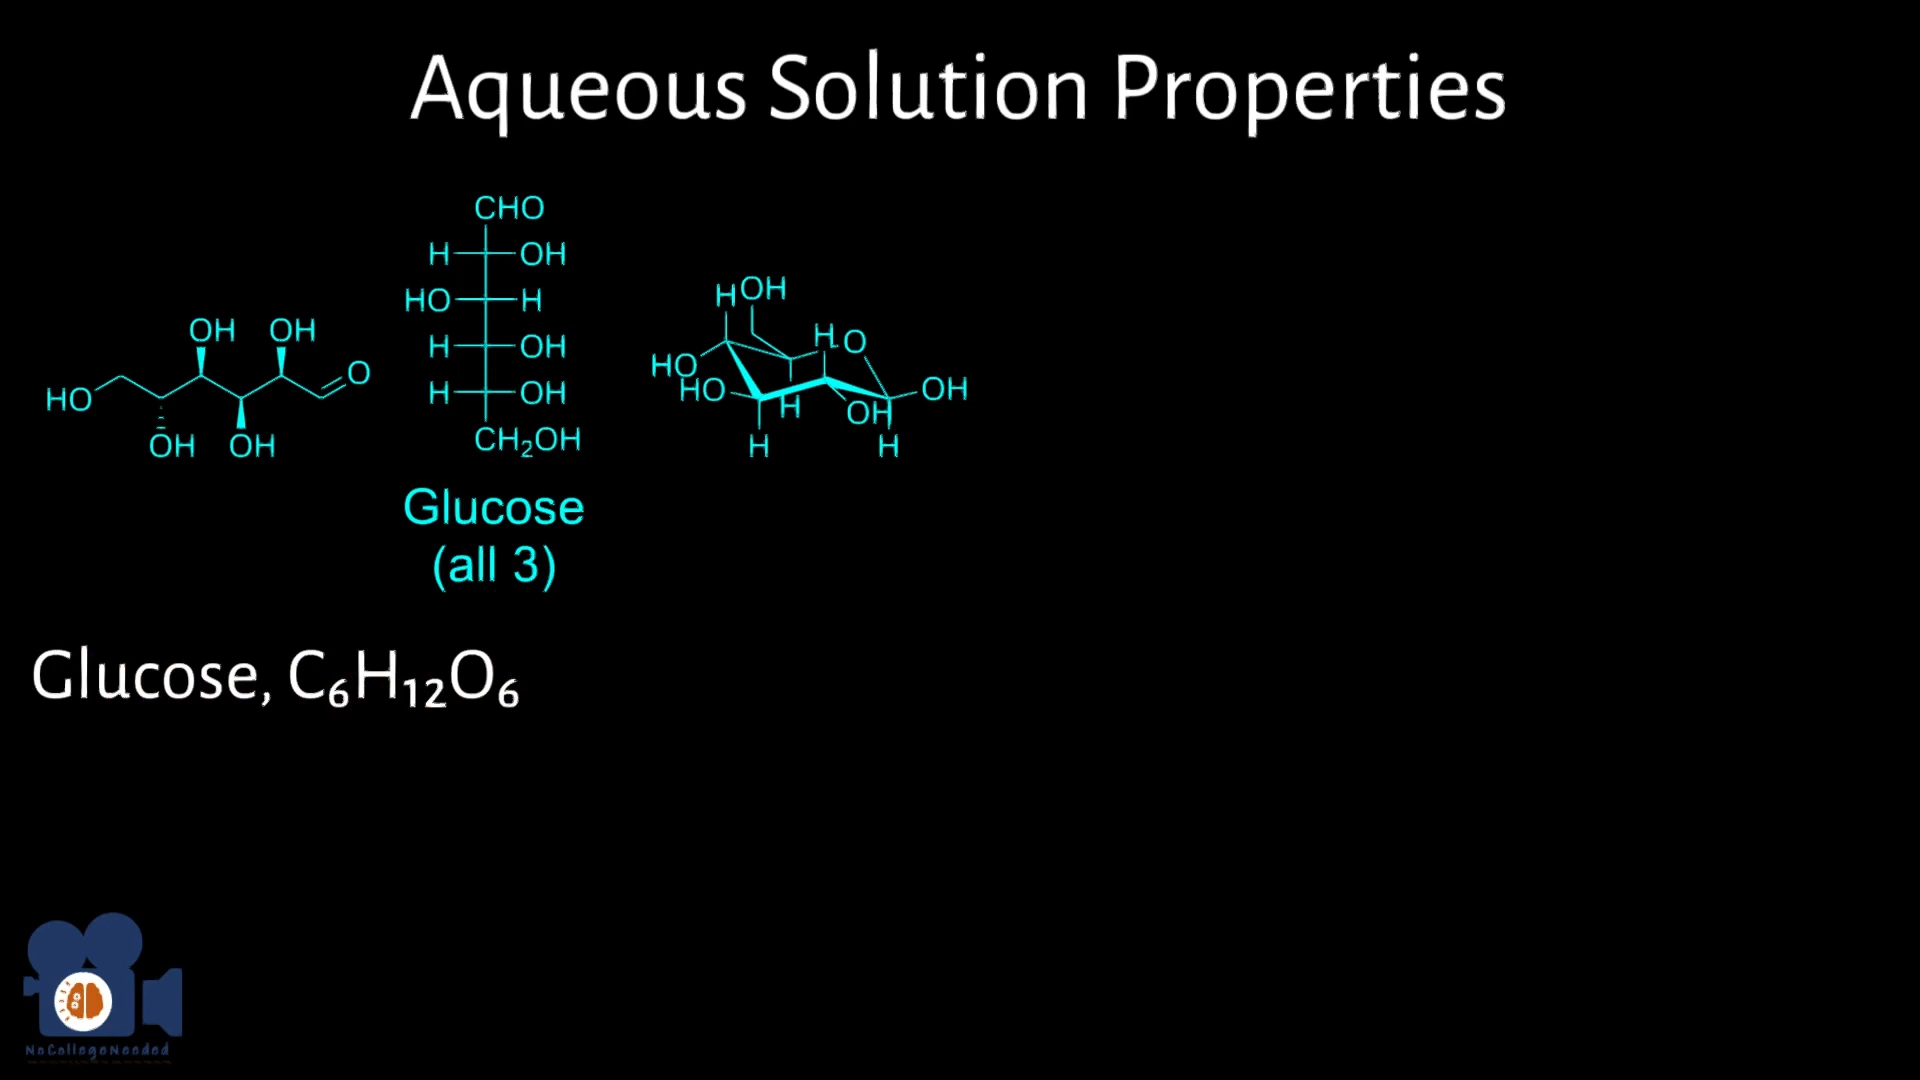 Aqueous Solution Properties
HO OH OH OH OH O
CHO
H OH
HO H
H OH
H OH
CH₂OH
H OH
H O
HO
HO H OH OH
H H
Glucose
(all 3)
Glucose, C₆H₁₂O₆
NoCollegeNeeded